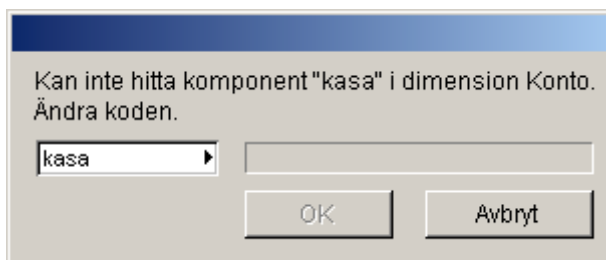 Kan inte hitta komponent "kasa" i dimension Konto.
Ändra koden.
kasa
OK
Avbryt